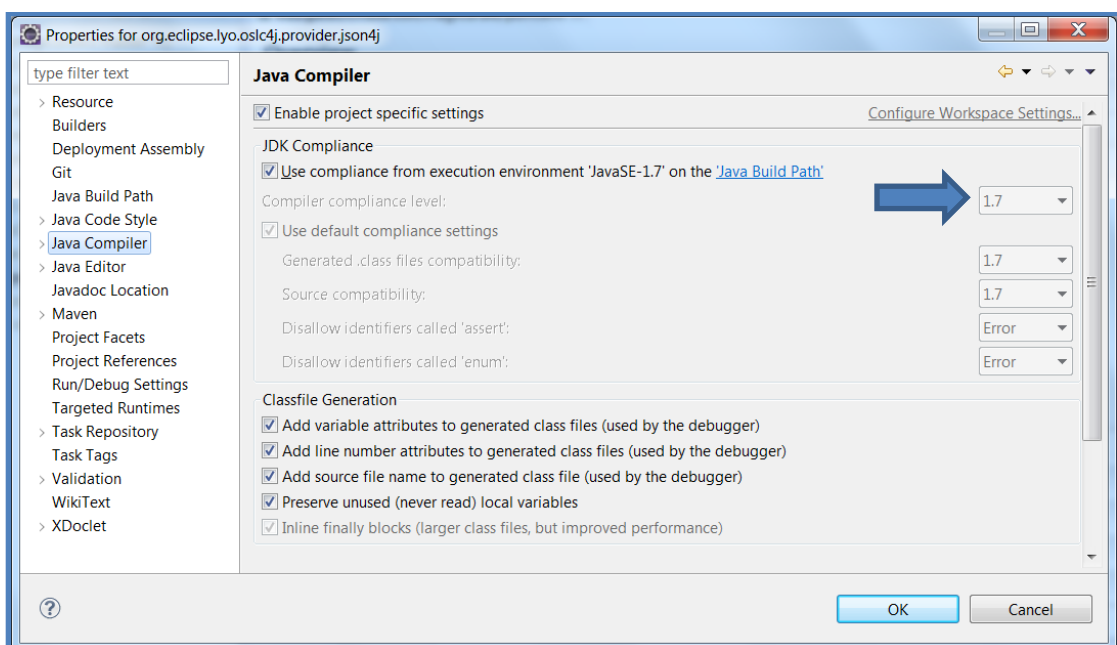 Properties for org.eclipse.lyo.oslc4j.provider.json4j
type filter text
Resource
Builders
Deployment Assembly
Git
Java Build Path
Java Code Style
Java Compiler
Java Editor
Javadoc Location
Maven
Project Facets
Project References
Run/Debug Settings
Targeted Runtimes
Task Repository
Task Tags
Validation
WikiText
XDoclet
Java Compiler
Enable project specific settings Configure Workspace Settings...
JDK Compliance
Use compliance from execution environment 'JavaSE-1.7' on the 'Java Build Path'
Compiler compliance level: 1.7
Use default compliance settings
Generated .class files compatibility: 1.7
Source compatibility: 1.7
Disallow identifiers called 'assert': Error
Disallow identifiers called 'enum': Error
Classfile Generation
Add variable attributes to generated class files (used by the debugger)
Add line number attributes to generated class files (used by the debugger)
Add source file name to generated class file (used by the debugger)
Preserve unused (never read) local variables
Inline finally blocks (larger class files, but improved performance)
OK Cancel